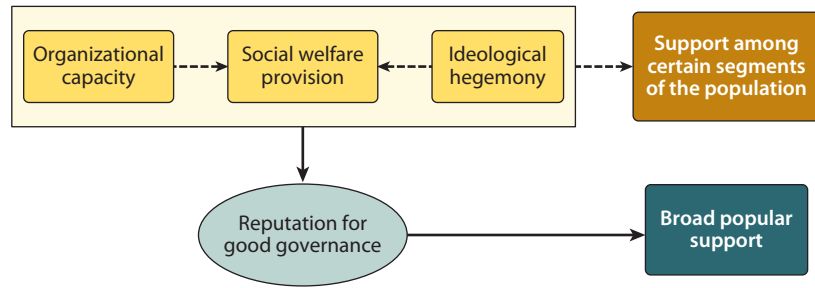 Organizational
capacity
Social welfare
provision
Ideological
hegemony
Support among
certain segments
of the population
Reputation for
good governance
Broad popular
support